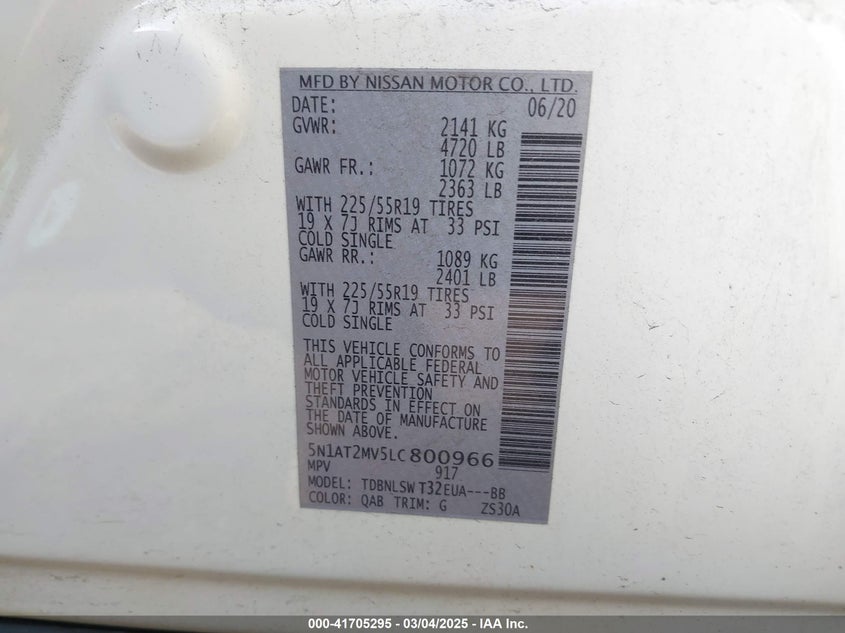 MFD BY NISSAN MOTOR CO., LTD.
DATE: 06/20
GVWR: 2141 KG
4720 LB
GAWR FR.: 1072 KG
2363 LB
WITH 225/55R19 TIRES
19 X 7J RIMS AT 33 PSI
COLD SINGLE
GAWR RR.: 1089 KG
2401 LB
WITH 225/55R19 TIRES
19 X 7J RIMS AT 33 PSI
COLD SINGLE
THIS VEHICLE CONFORMS TO
ALL APPLICABLE FEDERAL
MOTOR VEHICLE SAFETY AND
THEFT PREVENTION
STANDARDS IN EFFECT ON
THE DATE OF MANUFACTURE
SHOWN ABOVE.
5N1AT2MV5LC800966
MPV 917
MODEL: TDBNLSW T32EUA---BB
COLOR: QAB TRIM: G ZS30A
000-41705295 - 03/04/2025 - IAA Inc.